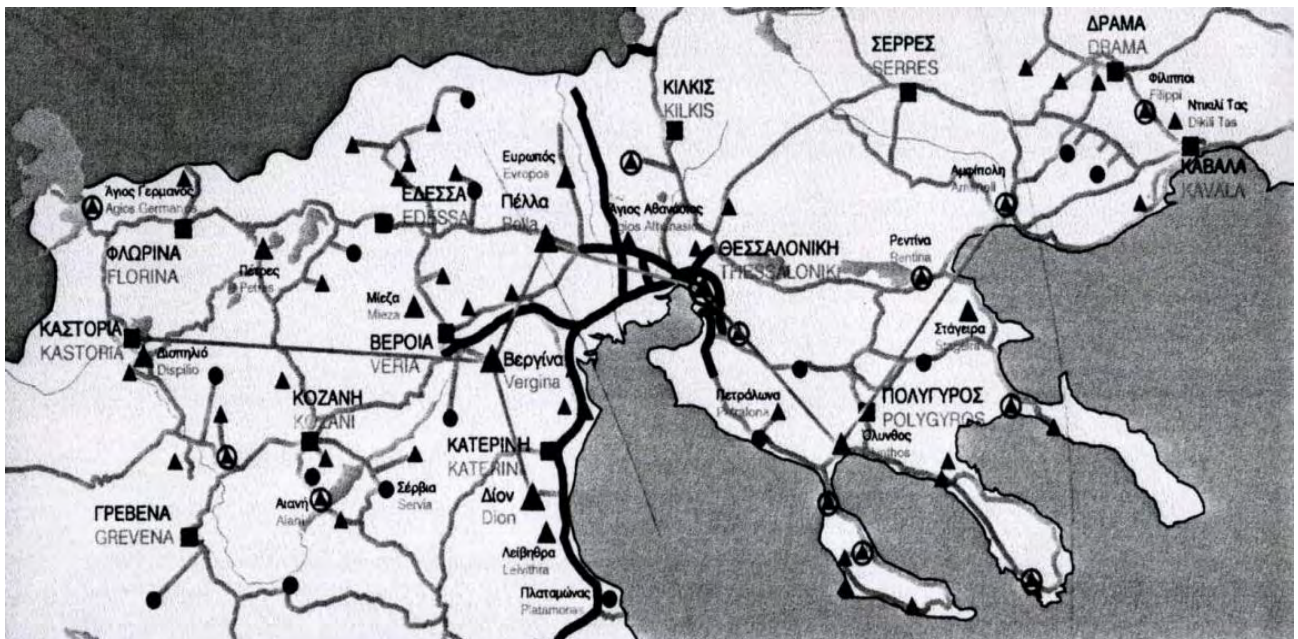 ΔΡΑΜΑ
DRAMA
ΣΕΡΡΕΣ
SERRES
Φίλιπποι
Filippi
ΚΙΛΚΙΣ
KILKIS
Ντικιλί Τας
Dikili Tas
Ευρωπός
Evropos
ΚΑΒΑΛΑ
KAVALA
Αμφίπολη
Άγιος Γερμανός
Agios Germanos
ΕΔΕΣΣΑ
EDESSA
Πέλλα
Pella
Άγιος Αθανάσιος
Agios Athanasios
ΦΛΩΡΙΝΑ
FLORINA
ΘΕΣΣΑΛΟΝΙΚΗ
THESSALONIKI
Ρεντίνα
Rentina
Πέτρες
Petres
Μίεζα
Mieza
Στάγειρα
Stageira
ΚΑΣΤΟΡΙΑ
KASTORIA
ΒΕΡΟΙΑ
VERIA
Δισπηλιό
Dispilio
Βεργίνα
Vergina
ΚΟΖΑΝΗ
KOZANI
Πετράλωνα
Petralona
ΠΟΛΥΓΥΡΟΣ
POLYGYROS
ΚΑΤΕΡΙΝΗ
KATERINI
Όλυνθος
Olynthos
Σέρβια
Servia
Δίον
Dion
Αιανή
Aiani
ΓΡΕΒΕΝΑ
GREVENA
Λείβηθρα
Leivithra
Πλαταμώνας
Platamonas